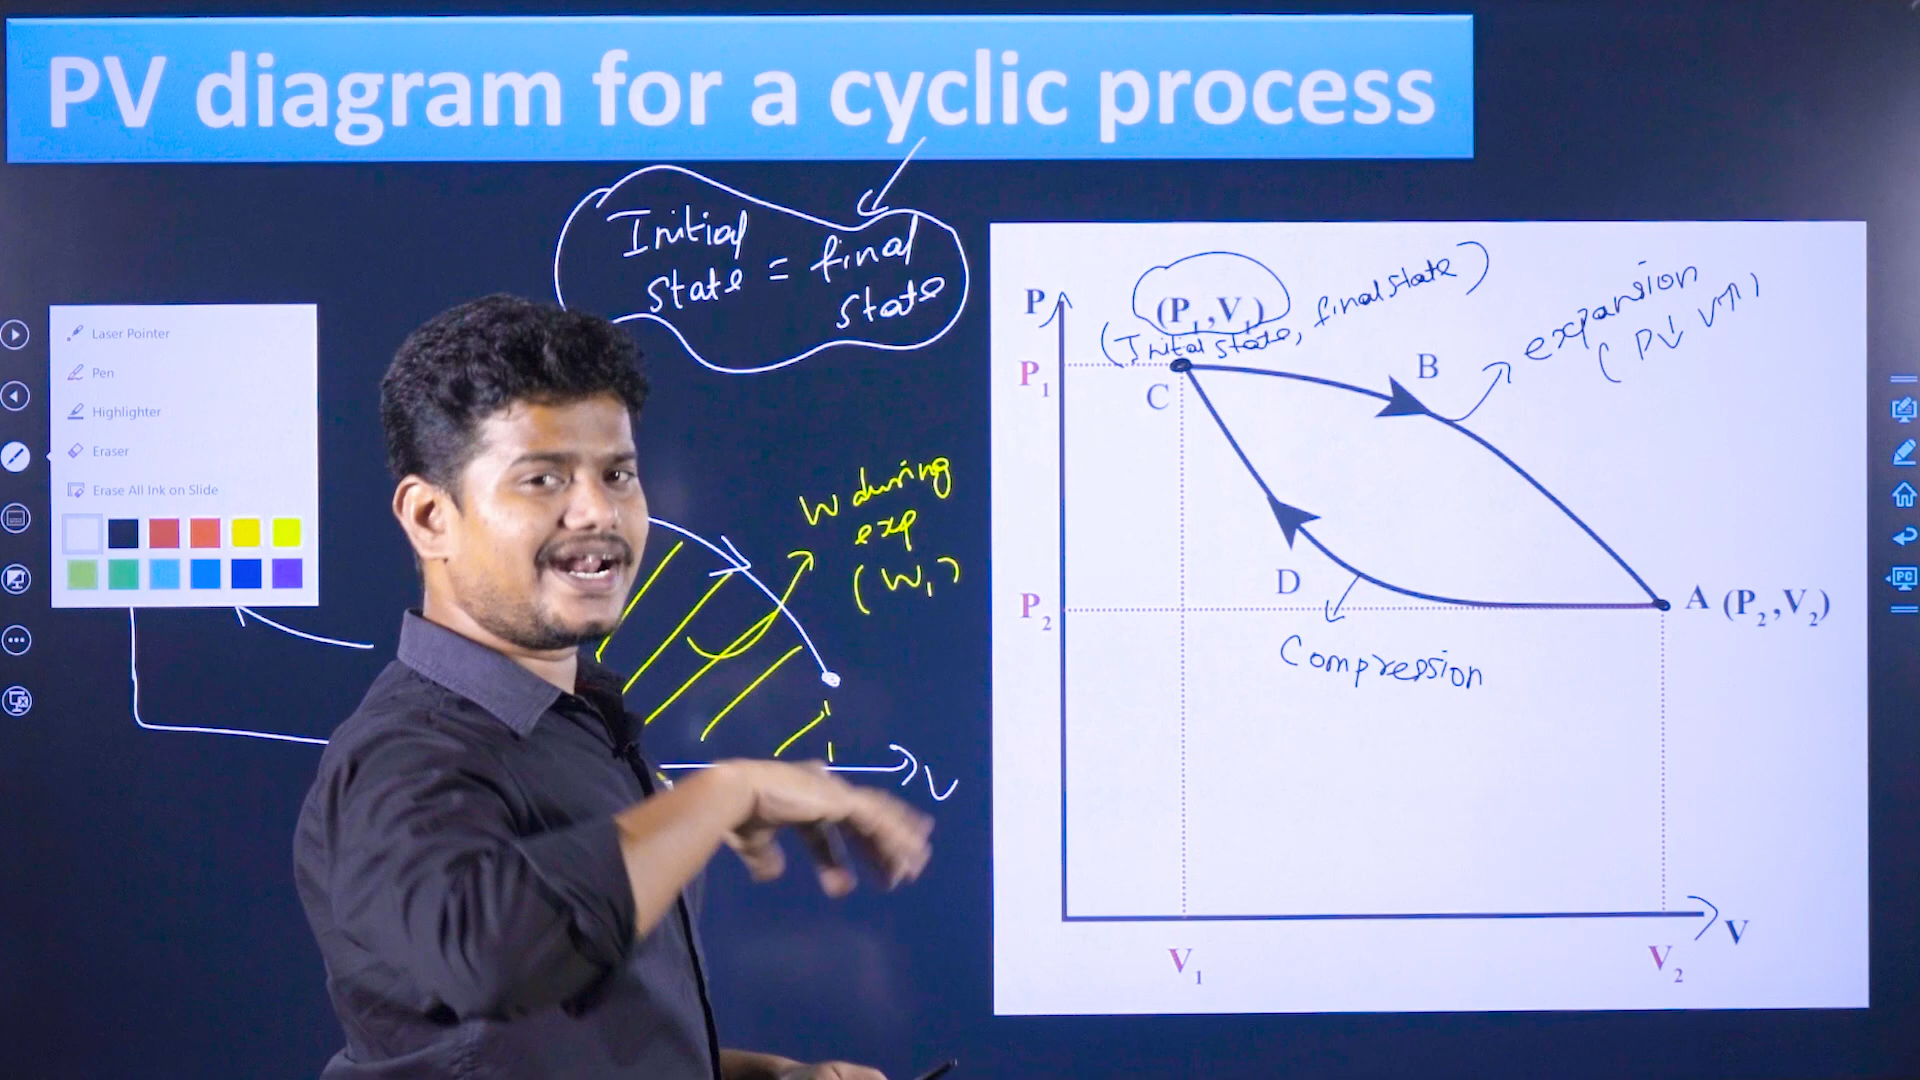 PV diagram for a cyclic process
Initial
state = final
state
Laser Pointer
Pen
Highlighter
Eraser
Erase All Ink on Slide
W during
exp
(W₁)
V
P
(P₁,V₁)
(Initial state, final state)
expansion
(P↓ V↑)
P₁
C
B
D
P₂
A (P₂,V₂)
Compression
V
V₁
V₂
PC